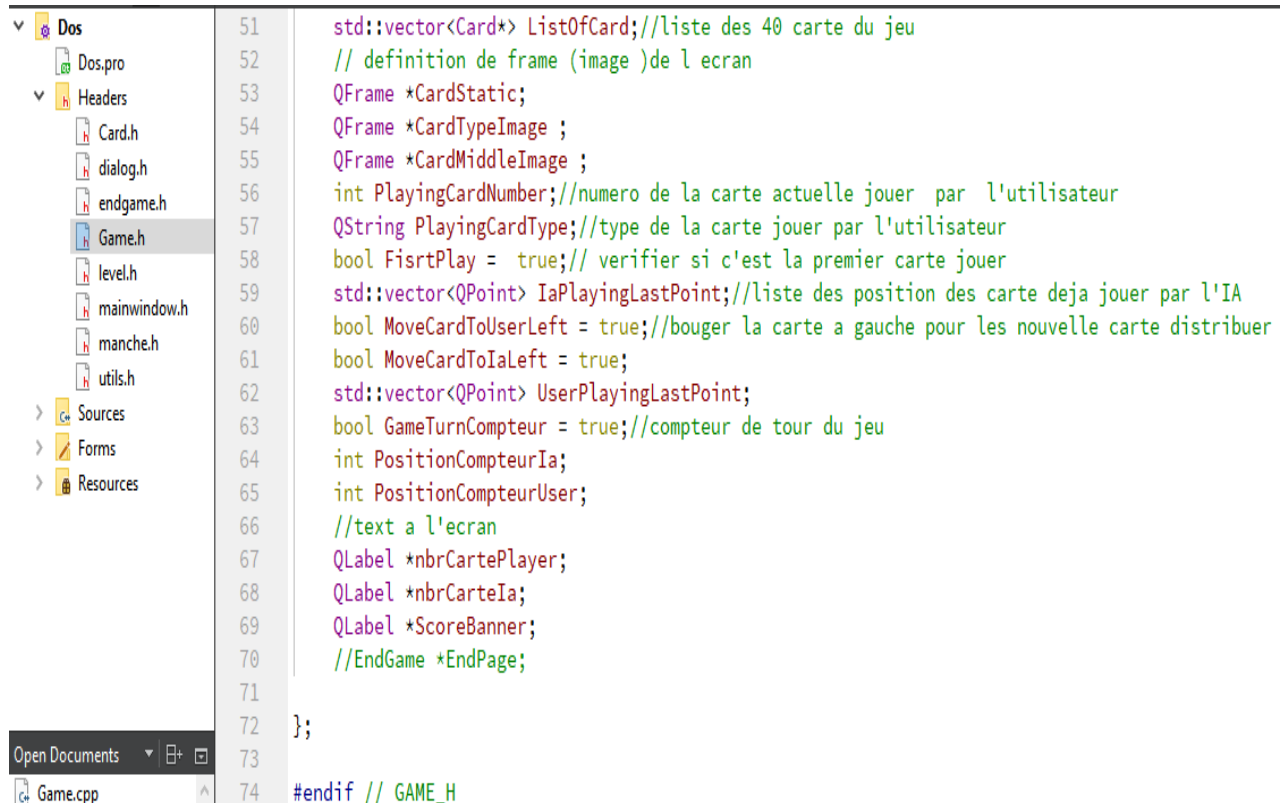 Dos
Dos.pro
Headers
Card.h
dialog.h
endgame.h
Game.h
level.h
mainwindow.h
manche.h
utils.h
Sources
Forms
Resources
Open Documents
Game.cpp
51 std::vector<Card*> ListOfCard;//liste des 40 carte du jeu
52 // definition de frame (image )de l ecran
53 QFrame *CardStatic;
54 QFrame *CardTypeImage ;
55 QFrame *CardMiddleImage ;
56 int PlayingCardNumber;//numero de la carte actuelle jouer  par  l'utilisateur
57 QString PlayingCardType;//type de la carte jouer par l'utilisateur
58 bool FisrtPlay =  true;// verifier si c'est la premier carte jouer
59 std::vector<QPoint> IaPlayingLastPoint;//liste des position des carte deja jouer par l'IA
60 bool MoveCardToUserLeft = true;//bouger la carte a gauche pour les nouvelle carte distribuer
61 bool MoveCardToIaLeft = true;
62 std::vector<QPoint> UserPlayingLastPoint;
63 bool GameTurnCompteur = true;//compteur de tour du jeu
64 int PositionCompteurIa;
65 int PositionCompteurUser;
66 //text a l'ecran
67 QLabel *nbrCartePlayer;
68 QLabel *nbrCarteIa;
69 QLabel *ScoreBanner;
70 //EndGame *EndPage;
71
72 };
73
74 #endif // GAME_H